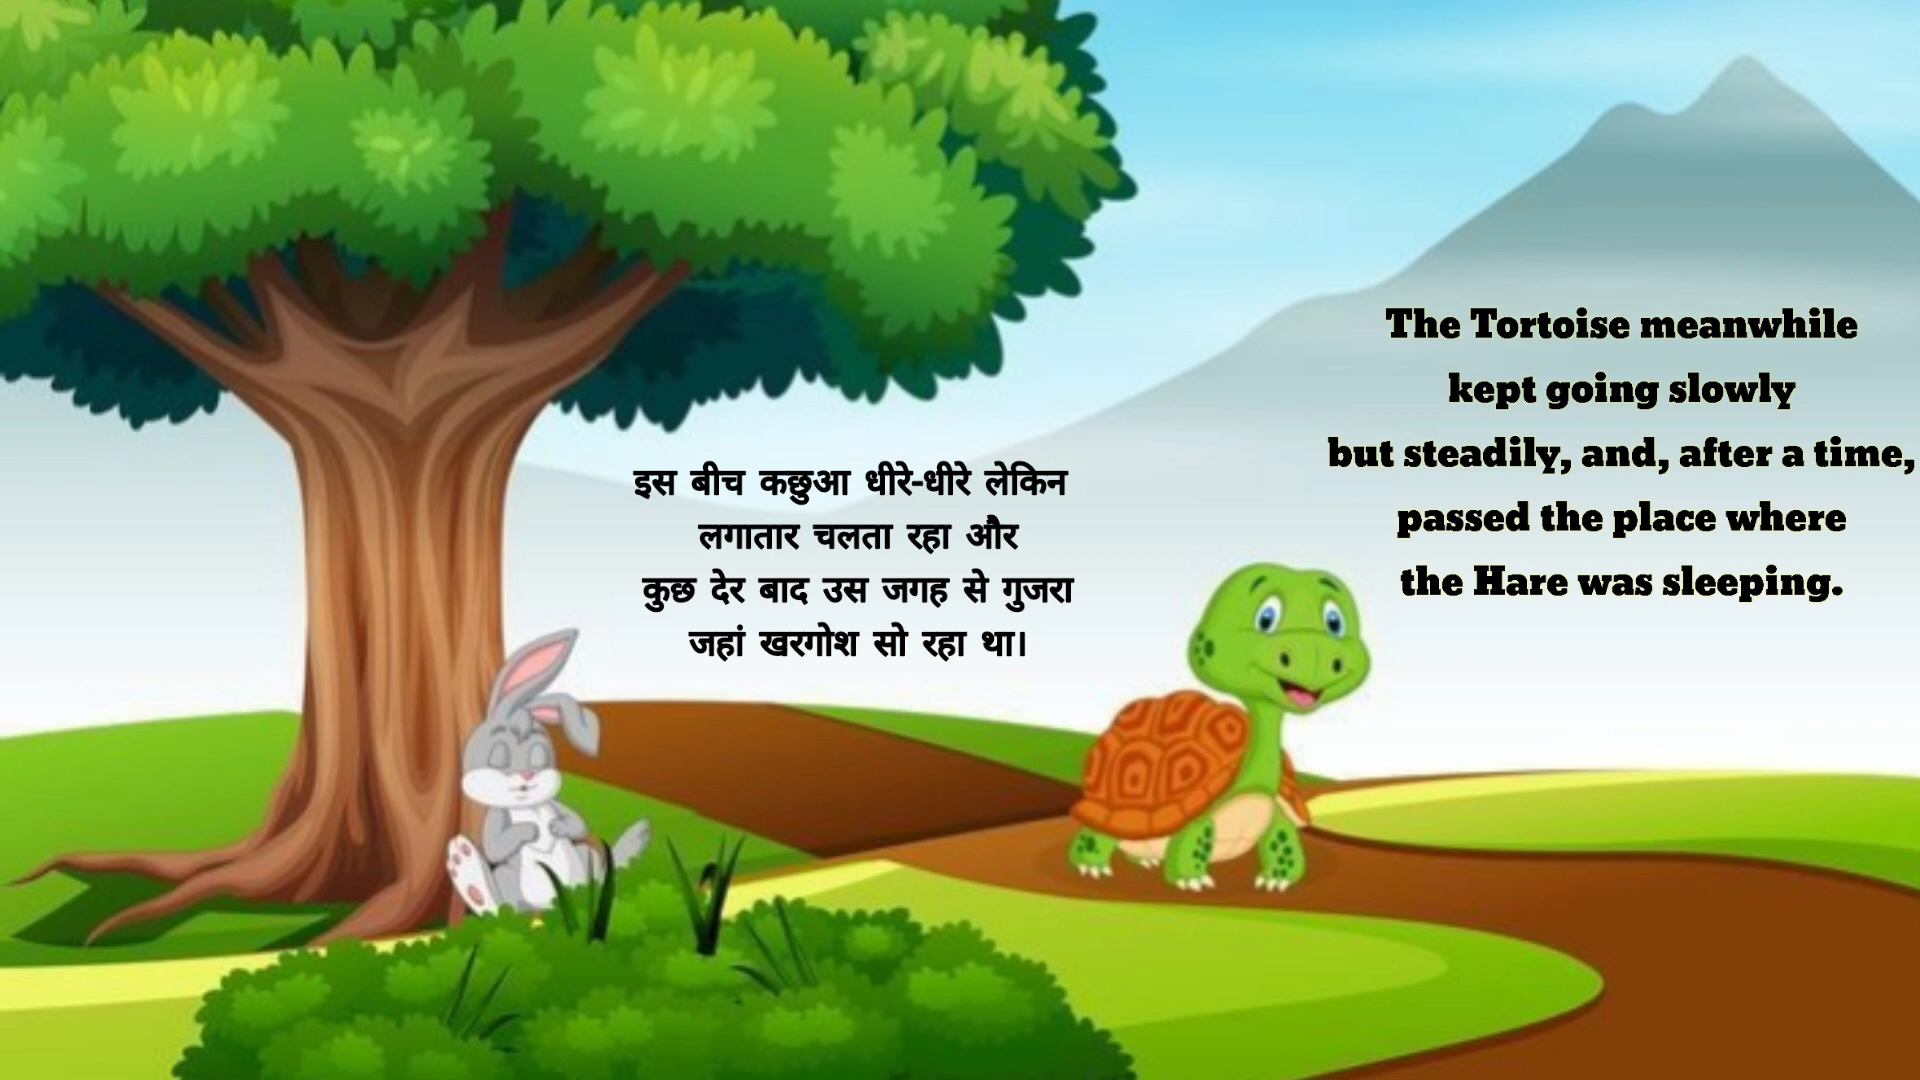 इस बीच कछुआ धीरे-धीरे लेकिन
लगातार चलता रहा और
कुछ देर बाद उस जगह से गुजरा
जहां खरगोश सो रहा था।
The Tortoise meanwhile
kept going slowly
but steadily, and, after a time,
passed the place where
the Hare was sleeping.